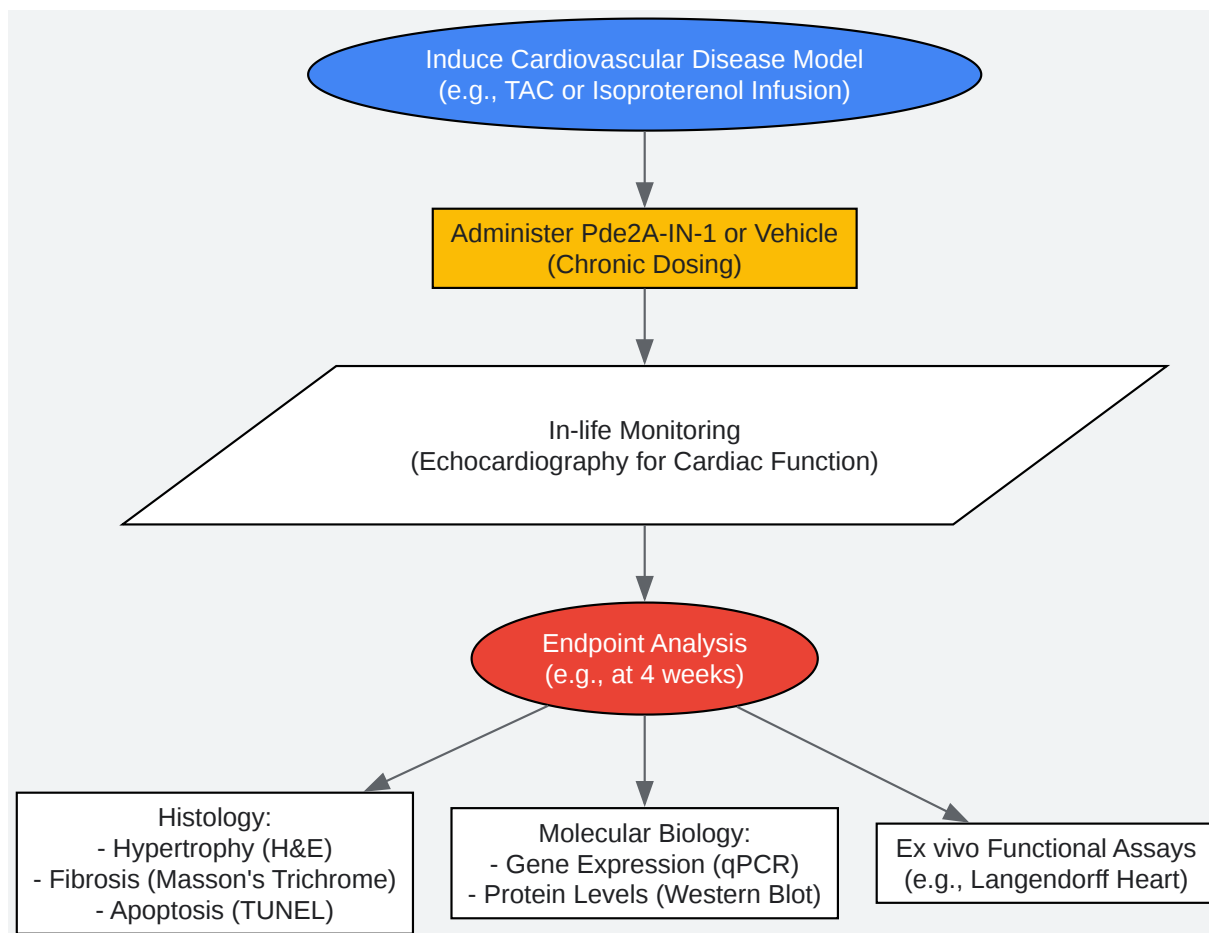 Induce Cardiovascular Disease Model
(e.g., TAC or Isoproterenol Infusion)
Administer Pde2A-IN-1 or Vehicle
(Chronic Dosing)
In-life Monitoring
(Echocardiography for Cardiac Function)
Endpoint Analysis
(e.g., at 4 weeks)
Histology:
- Hypertrophy (H&E)
- Fibrosis (Masson's Trichrome)
- Apoptosis (TUNEL)
Molecular Biology:
- Gene Expression (qPCR)
- Protein Levels (Western Blot)
Ex vivo Functional Assays
(e.g., Langendorff Heart)